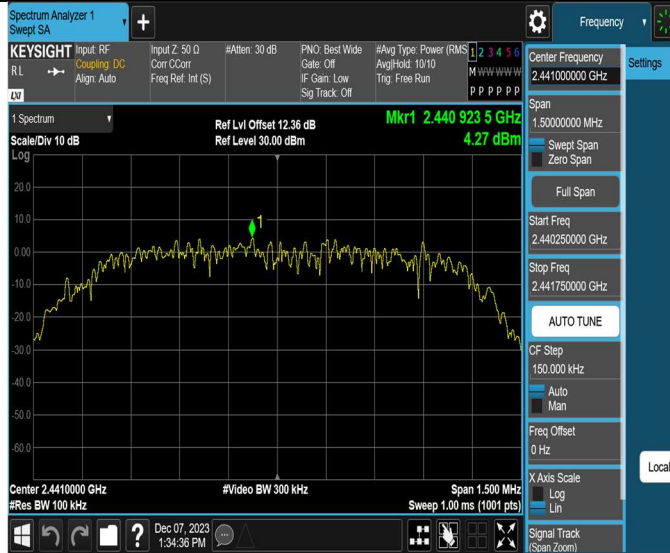 Spectrum Analyzer 1
Swept SA
+
Frequency
KEYSIGHT
RL
LXI
Input: RF
Coupling: DC
Align: Auto
Input Z: 50 Ω
Corr CCorr
Freq Ref: Int (S)
#Atten: 30 dB
PNO: Best Wide
Gate: Off
IF Gain: Low
Sig Track: Off
#Avg Type: Power (RMS
Avg|Hold: 10/10
Trig: Free Run
1 2 3 4 5 6
M W W W W W
P P P P P P
1 Spectrum
Scale/Div 10 dB
Log
Ref Lvl Offset 12.36 dB
Ref Level 30.00 dBm
Mkr1 2.440 923 5 GHz
4.27 dBm
1
20.0
10.0
0.00
-10.0
-20.0
-30.0
-40.0
-50.0
-60.0
Center 2.4410000 GHz
#Res BW 100 kHz
#Video BW 300 kHz
Span 1.500 MHz
Sweep 1.00 ms (1001 pts)
Dec 07, 2023
1:34:36 PM
?
Center Frequency
2.441000000 GHz
Span
1.50000000 MHz
Swept Span
Zero Span
Full Span
Start Freq
2.440250000 GHz
Stop Freq
2.441750000 GHz
AUTO TUNE
CF Step
150.000 kHz
Auto
Man
Freq Offset
0 Hz
X Axis Scale
Log
Lin
Signal Track
(Span Zoom)
Settings
Local